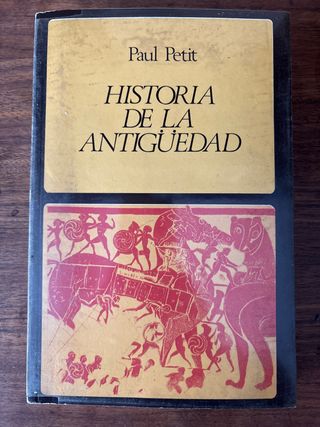 Paul Petit
HISTORIA
DE LA
ANTIGÜEDAD